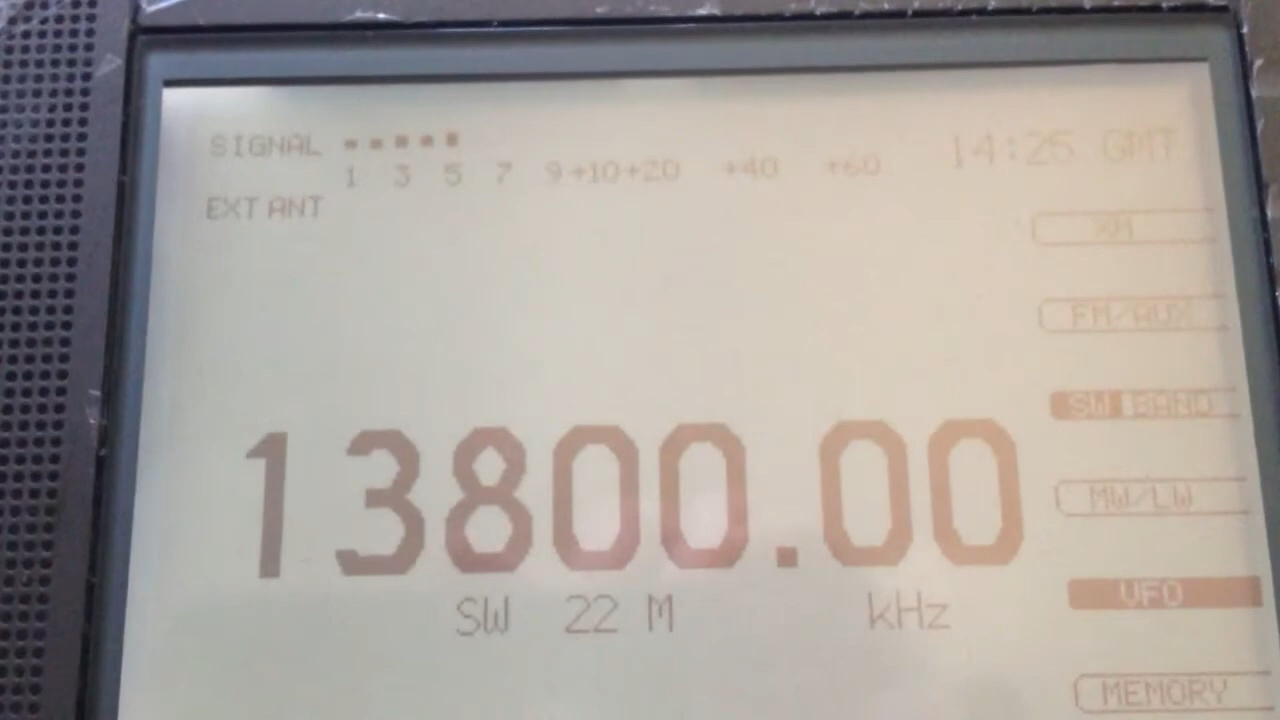 SIGNAL
14:25 GMT
1 3 5 7 9+10+20 +40 +60
EXT ANT
XM
FM/AUX
SW BAND
MW/LW
13800.00
VFO
SW 22 M kHz
MEMORY